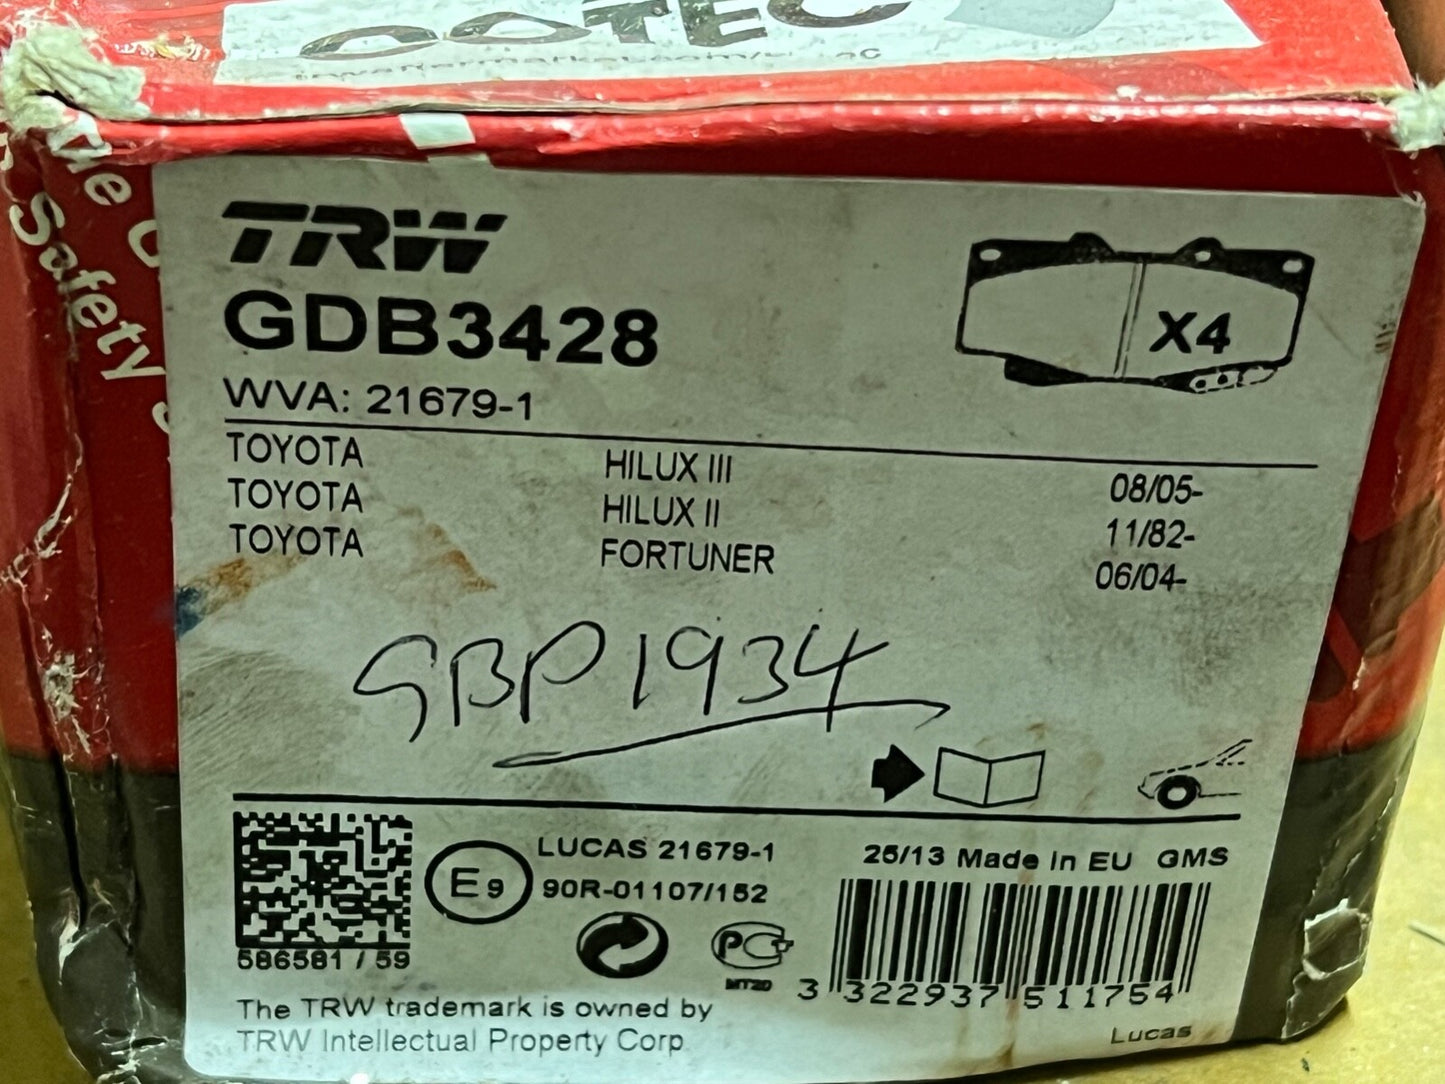 TRW
GDB3428
WVA: 21679-1
X4
TOYOTA HILUX III 08/05-
TOYOTA HILUX II 11/82-
TOYOTA FORTUNER 06/04-
GBP1934
LUCAS 21679-1
E9
90R-01107/152
25/13 Made in EU GMS
586581 / 59
3 322937 511754
The TRW trademark is owned by
TRW Intellectual Property Corp
Lucas
Safety